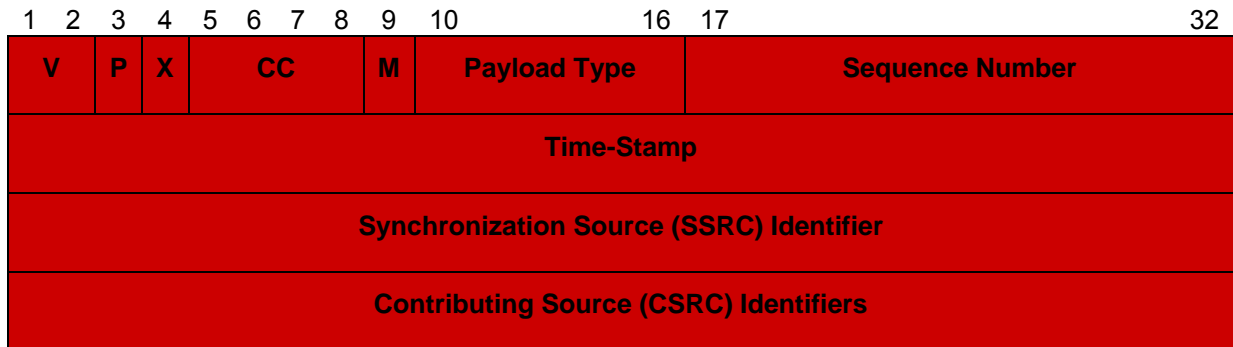 1 2 3 4 5 6 7 8 9 10 16 17 32
V P X CC M Payload Type Sequence Number
Time-Stamp
Synchronization Source (SSRC) Identifier
Contributing Source (CSRC) Identifiers